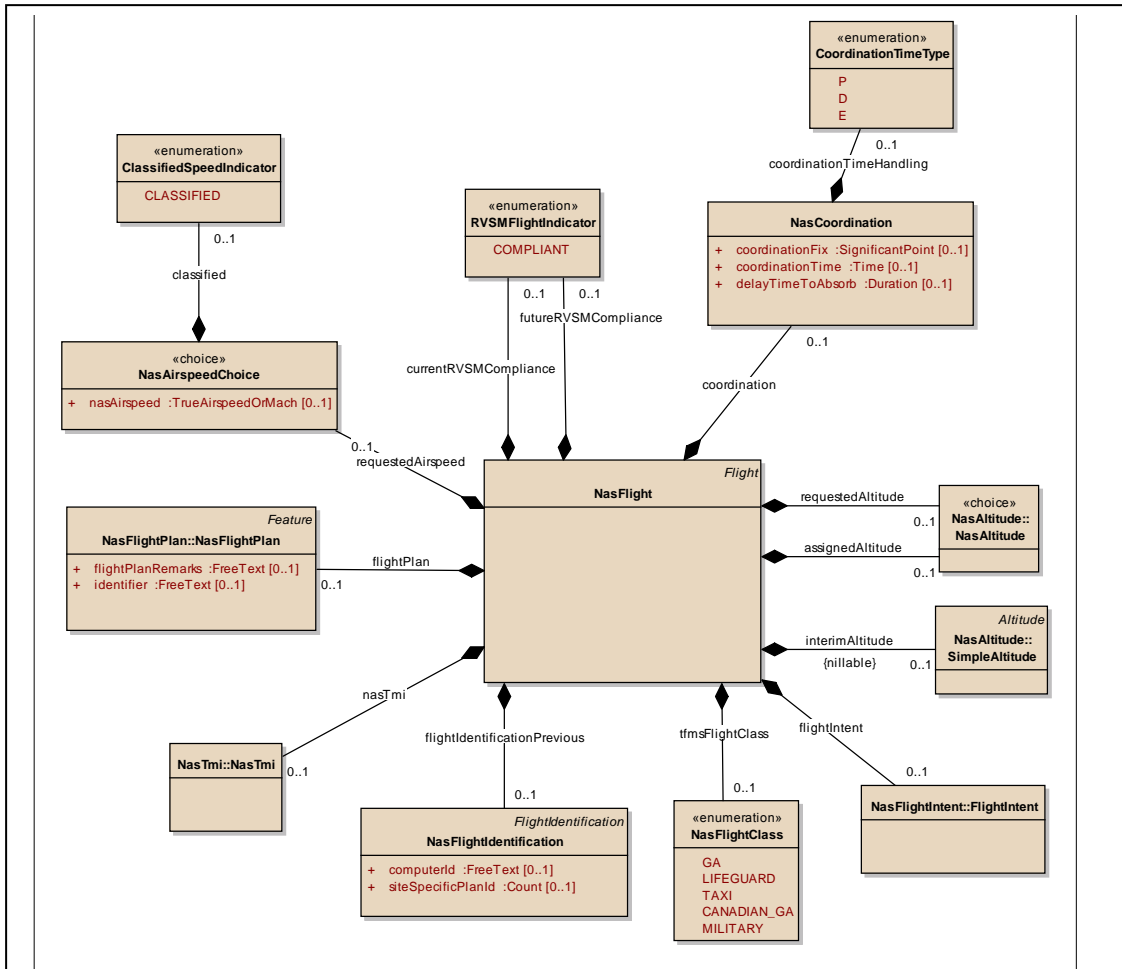 «enumeration»
CoordinationTimeType
P
D
E
0..1
coordinationTimeHandling
«enumeration»
ClassifiedSpeedIndicator
CLASSIFIED
0..1
classified
«enumeration»
RVSMFlightIndicator
COMPLIANT
0..1
0..1
futureRVSMCompliance
currentRVSMCompliance
NasCoordination
+ coordinationFix :SignificantPoint [0..1]
+ coordinationTime :Time [0..1]
+ delayTimeToAbsorb :Duration [0..1]
0..1
coordination
«choice»
NasAirspeedChoice
+ nasAirspeed :TrueAirspeedOrMach [0..1]
0..1
requestedAirspeed
Flight
NasFlight
requestedAltitude
0..1
assignedAltitude
0..1
«choice»
NasAltitude::
NasAltitude
Feature
NasFlightPlan::NasFlightPlan
+ flightPlanRemarks :FreeText [0..1]
+ identifier :FreeText [0..1]
flightPlan
0..1
interimAltitude
{nillable}
0..1
Altitude
NasAltitude::
SimpleAltitude
nasTmi
0..1
NasTmi::NasTmi
flightIdentificationPrevious
0..1
FlightIdentification
NasFlightIdentification
+ computerId :FreeText [0..1]
+ siteSpecificPlanId :Count [0..1]
tfmsFlightClass
0..1
«enumeration»
NasFlightClass
GA
LIFEGUARD
TAXI
CANADIAN_GA
MILITARY
flightIntent
0..1
NasFlightIntent::FlightIntent